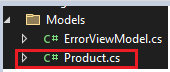 Models
C# ErrorViewModel.cs
C# Product.cs